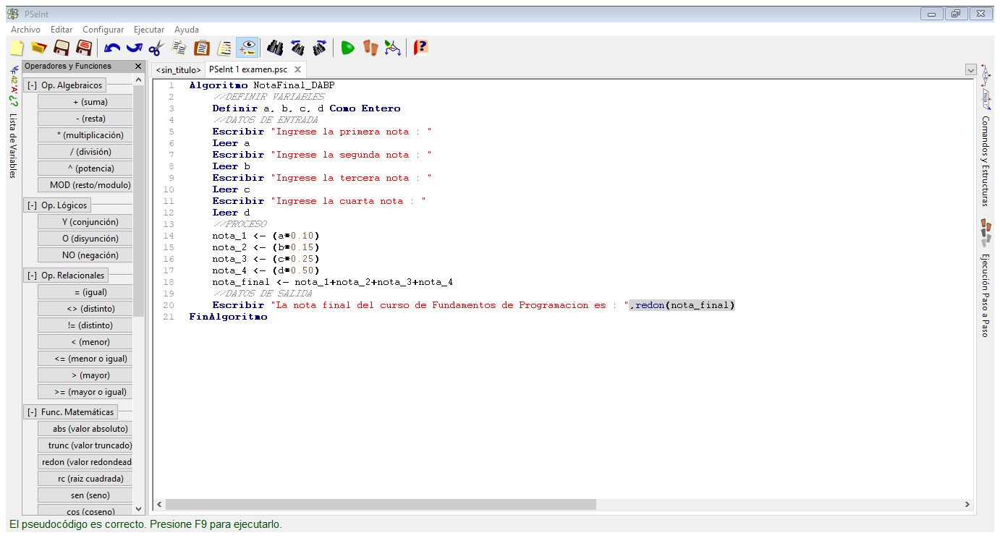 PSeInt
Archivo Editar Configurar Ejecutar Ayuda
Operadores y Funciones
<sin_titulo> PSeInt 1 examen.psc
[-] Op. Algebraicos
+ (suma)
- (resta)
* (multiplicación)
/ (división)
^ (potencia)
MOD (resto/modulo)
[-] Op. Lógicos
Y (conjunción)
O (disyunción)
NO (negación)
[-] Op. Relacionales
= (igual)
<> (distinto)
!= (distinto)
< (menor)
<= (menor o igual)
> (mayor)
>= (mayor o igual)
[-] Func. Matemáticas
abs (valor absoluto)
trunc (valor truncado)
redon (valor redondead
rc (raiz cuadrada)
sen (seno)
cos (coseno)
Lista de Variables
1 Algoritmo NotaFinal_DABP
2 //DEFINIR VARIABLES
3 Definir a, b, c, d Como Entero
4 //DATOS DE ENTRADA
5 Escribir "Ingrese la primera nota : "
6 Leer a
7 Escribir "Ingrese la segunda nota : "
8 Leer b
9 Escribir "Ingrese la tercera nota : "
10 Leer c
11 Escribir "Ingrese la cuarta nota : "
12 Leer d
13 //PROCESO
14 nota_1 <- (a*0.10)
15 nota_2 <- (b*0.15)
16 nota_3 <- (c*0.25)
17 nota_4 <- (d*0.50)
18 nota_final <- nota_1+nota_2+nota_3+nota_4
19 //DATOS DE SALIDA
20 Escribir "La nota final del curso de Fundamentos de Programacion es : ",redon(nota_final)
21 FinAlgoritmo
Comandos y Estructuras
Ejecución Paso a Paso
El pseudocódigo es correcto. Presione F9 para ejecutarlo.